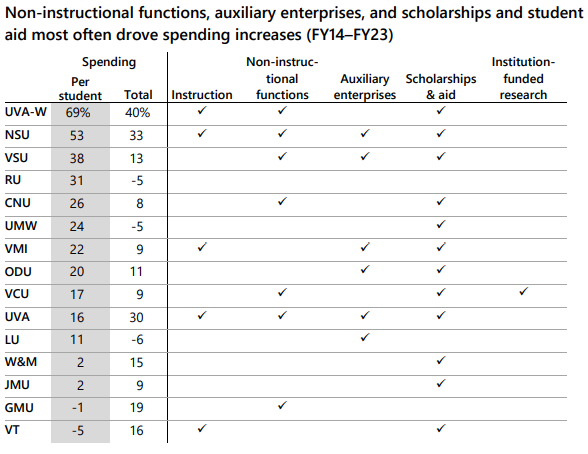 Non-instructional functions, auxiliary enterprises, and scholarships and student
aid most often drove spending increases (FY14–FY23)
Spending
Per student Total Instruction Non-instruc-tional functions Auxiliary enterprises Scholarships & aid Institution-funded research
UVA-W 69% 40% ✓ ✓ ✓
NSU 53 33 ✓ ✓ ✓ ✓
VSU 38 13 ✓ ✓ ✓
RU 31 -5
CNU 26 8 ✓ ✓
UMW 24 -5 ✓
VMI 22 9 ✓ ✓ ✓
ODU 20 11 ✓ ✓
VCU 17 9 ✓ ✓ ✓
UVA 16 30 ✓ ✓ ✓ ✓
LU 11 -6 ✓
W&M 2 15 ✓
JMU 2 9 ✓
GMU -1 19 ✓
VT -5 16 ✓ ✓